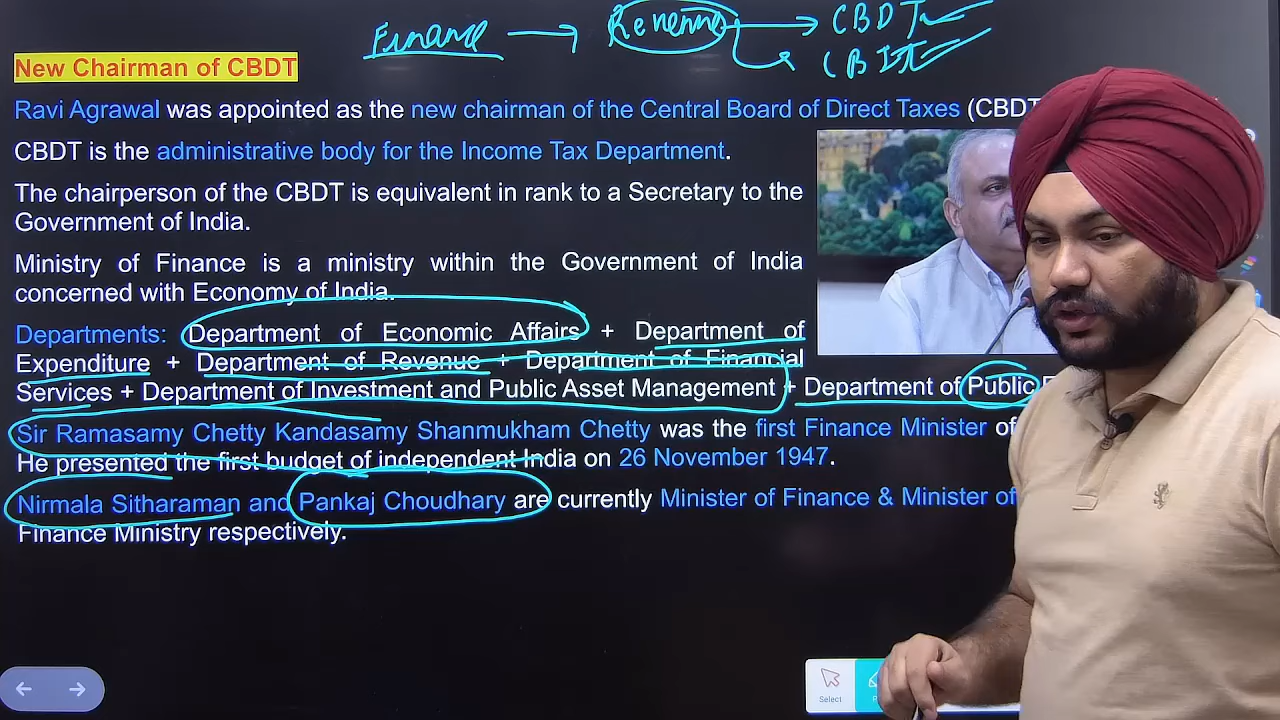 Finance → Revenue → CBDT
CBIT
New Chairman of CBDT
Ravi Agrawal was appointed as the new chairman of the Central Board of Direct Taxes (CBDT
CBDT is the administrative body for the Income Tax Department.
The chairperson of the CBDT is equivalent in rank to a Secretary to the
Government of India.
Ministry of Finance is a ministry within the Government of India
concerned with Economy of India.
Departments: Department of Economic Affairs + Department of
Expenditure + Department of Revenue + Department of Financial
Services + Department of Investment and Public Asset Management + Department of Public
Sir Ramasamy Chetty Kandasamy Shanmukham Chetty was the first Finance Minister of
He presented the first budget of independent India on 26 November 1947.
Nirmala Sitharaman and Pankaj Choudhary are currently Minister of Finance & Minister of
Finance Ministry respectively.
Select